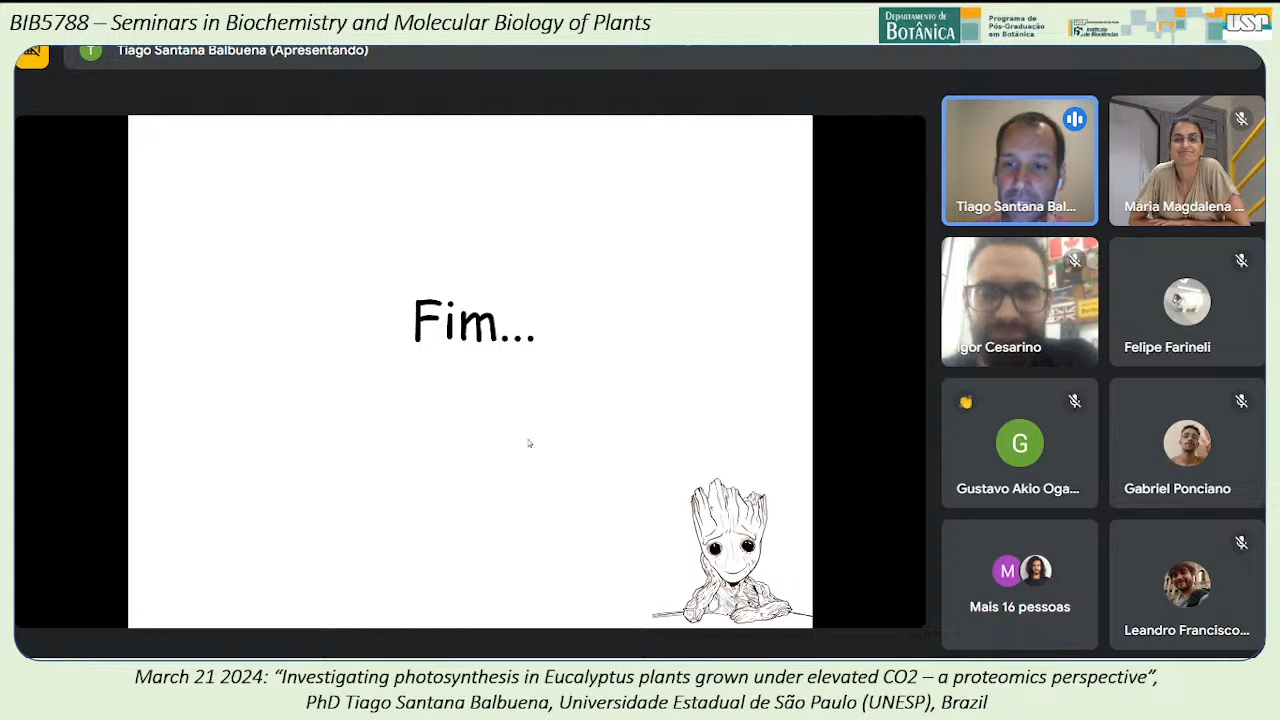 BIB5788 – Seminars in Biochemistry and Molecular Biology of Plants
DEPARTAMENTO DE
BOTÂNICA
Programa de
Pós-Graduação
em Botânica
Instituto
de Biociências
USP
T
Tiago Santana Balbuena (Apresentando)
Fim...
Tiago Santana Bal...
Maria Magdalena ...
Igor Cesarino
Felipe Farineli
G
Gustavo Akio Oga...
Gabriel Ponciano
M
Mais 16 pessoas
Leandro Francisco...
March 21 2024: “Investigating photosynthesis in Eucalyptus plants grown under elevated CO2 – a proteomics perspective”,
PhD Tiago Santana Balbuena, Universidade Estadual de São Paulo (UNESP), Brazil